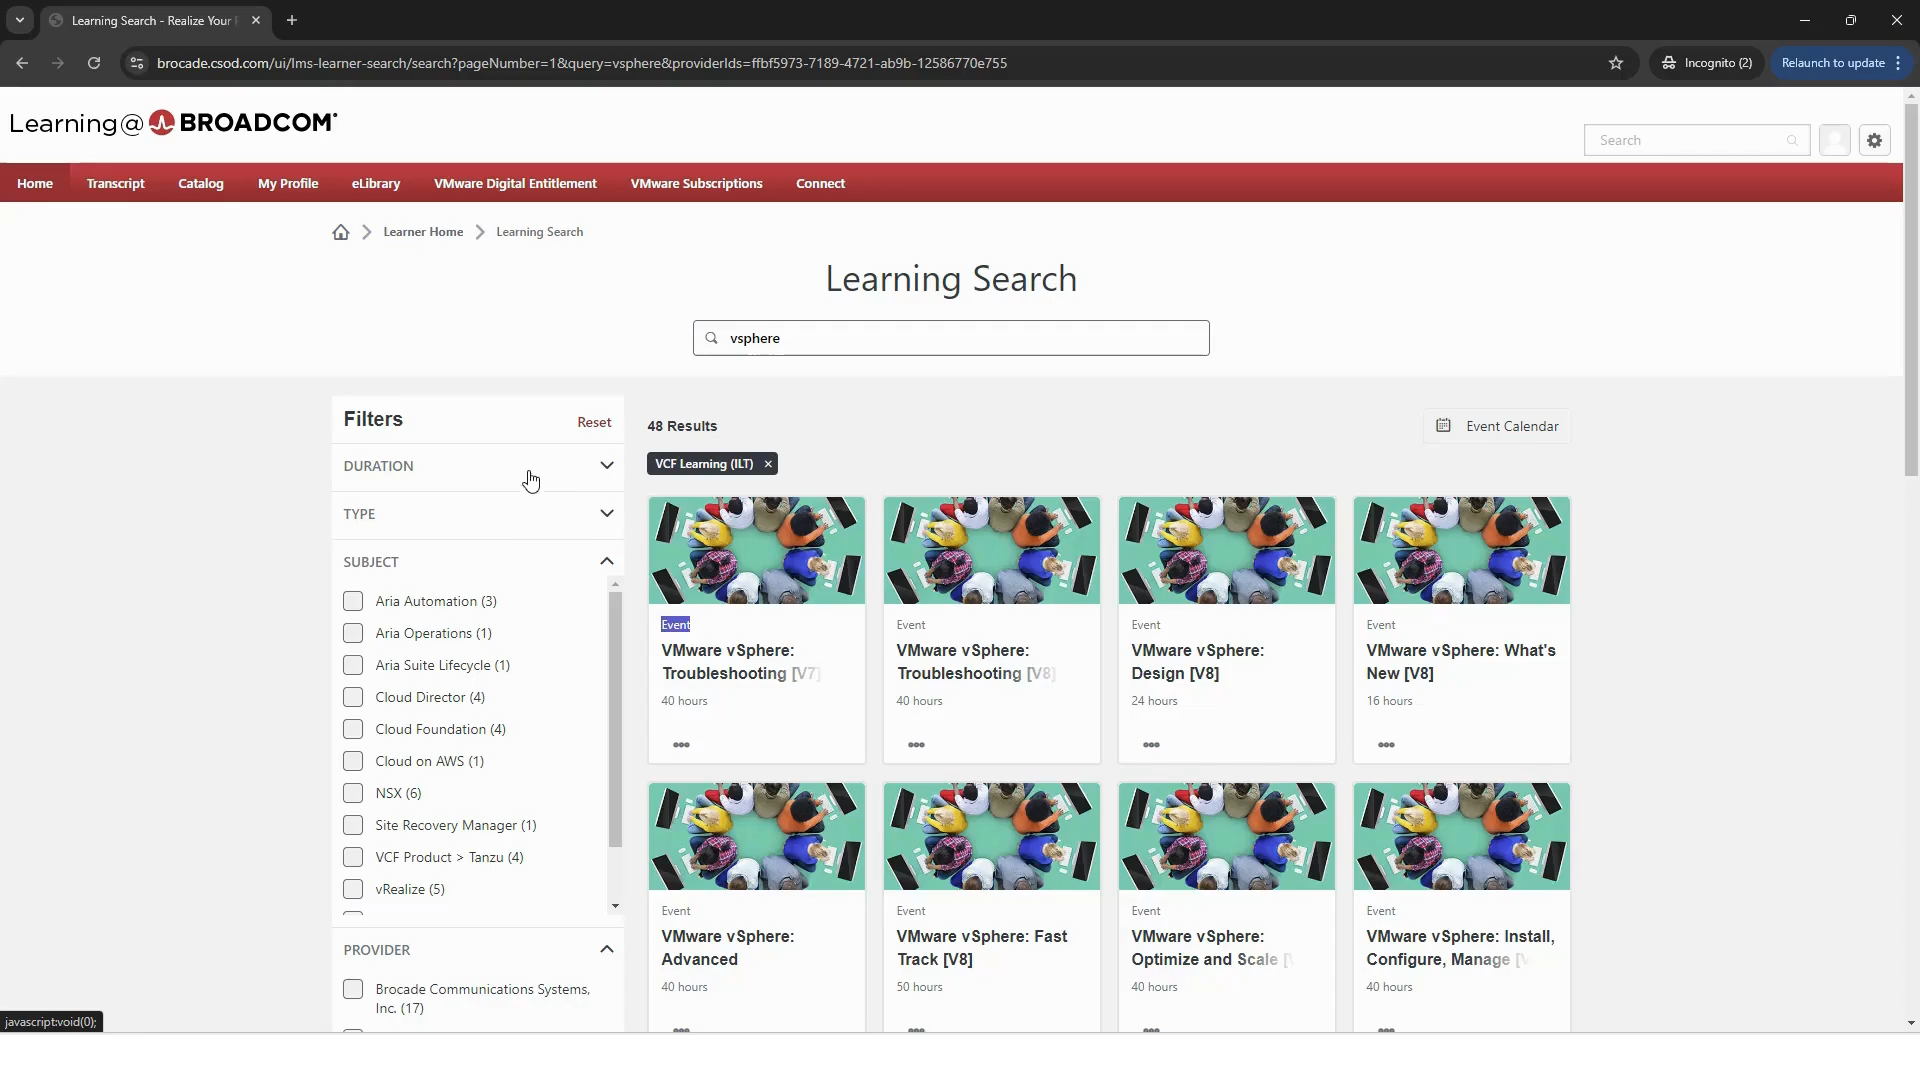 Learning Search - Realize Your
brocade.csod.com/ui/lms-learner-search/search?pageNumber=1&query=vsphere&providerIds=ffbf5973-7189-4721-ab9b-12586770e755
Incognito (2)
Relaunch to update
Learning@ BROADCOM
Search
Home
Transcript
Catalog
My Profile
eLibrary
VMware Digital Entitlement
VMware Subscriptions
Connect
Learner Home
Learning Search
Learning Search
vsphere
Filters
Reset
DURATION
TYPE
SUBJECT
Aria Automation (3)
Aria Operations (1)
Aria Suite Lifecycle (1)
Cloud Director (4)
Cloud Foundation (4)
Cloud on AWS (1)
NSX (6)
Site Recovery Manager (1)
VCF Product > Tanzu (4)
vRealize (5)
PROVIDER
Brocade Communications Systems,
Inc. (17)
48 Results
Event Calendar
VCF Learning (ILT)
Event
VMware vSphere:
Troubleshooting [V7]
40 hours
Event
VMware vSphere:
Troubleshooting [V8]
40 hours
Event
VMware vSphere:
Design [V8]
24 hours
Event
VMware vSphere: What's
New [V8]
16 hours
Event
VMware vSphere:
Advanced
40 hours
Event
VMware vSphere: Fast
Track [V8]
50 hours
Event
VMware vSphere:
Optimize and Scale [
40 hours
Event
VMware vSphere: Install,
Configure, Manage [
40 hours
javascript:void(0);